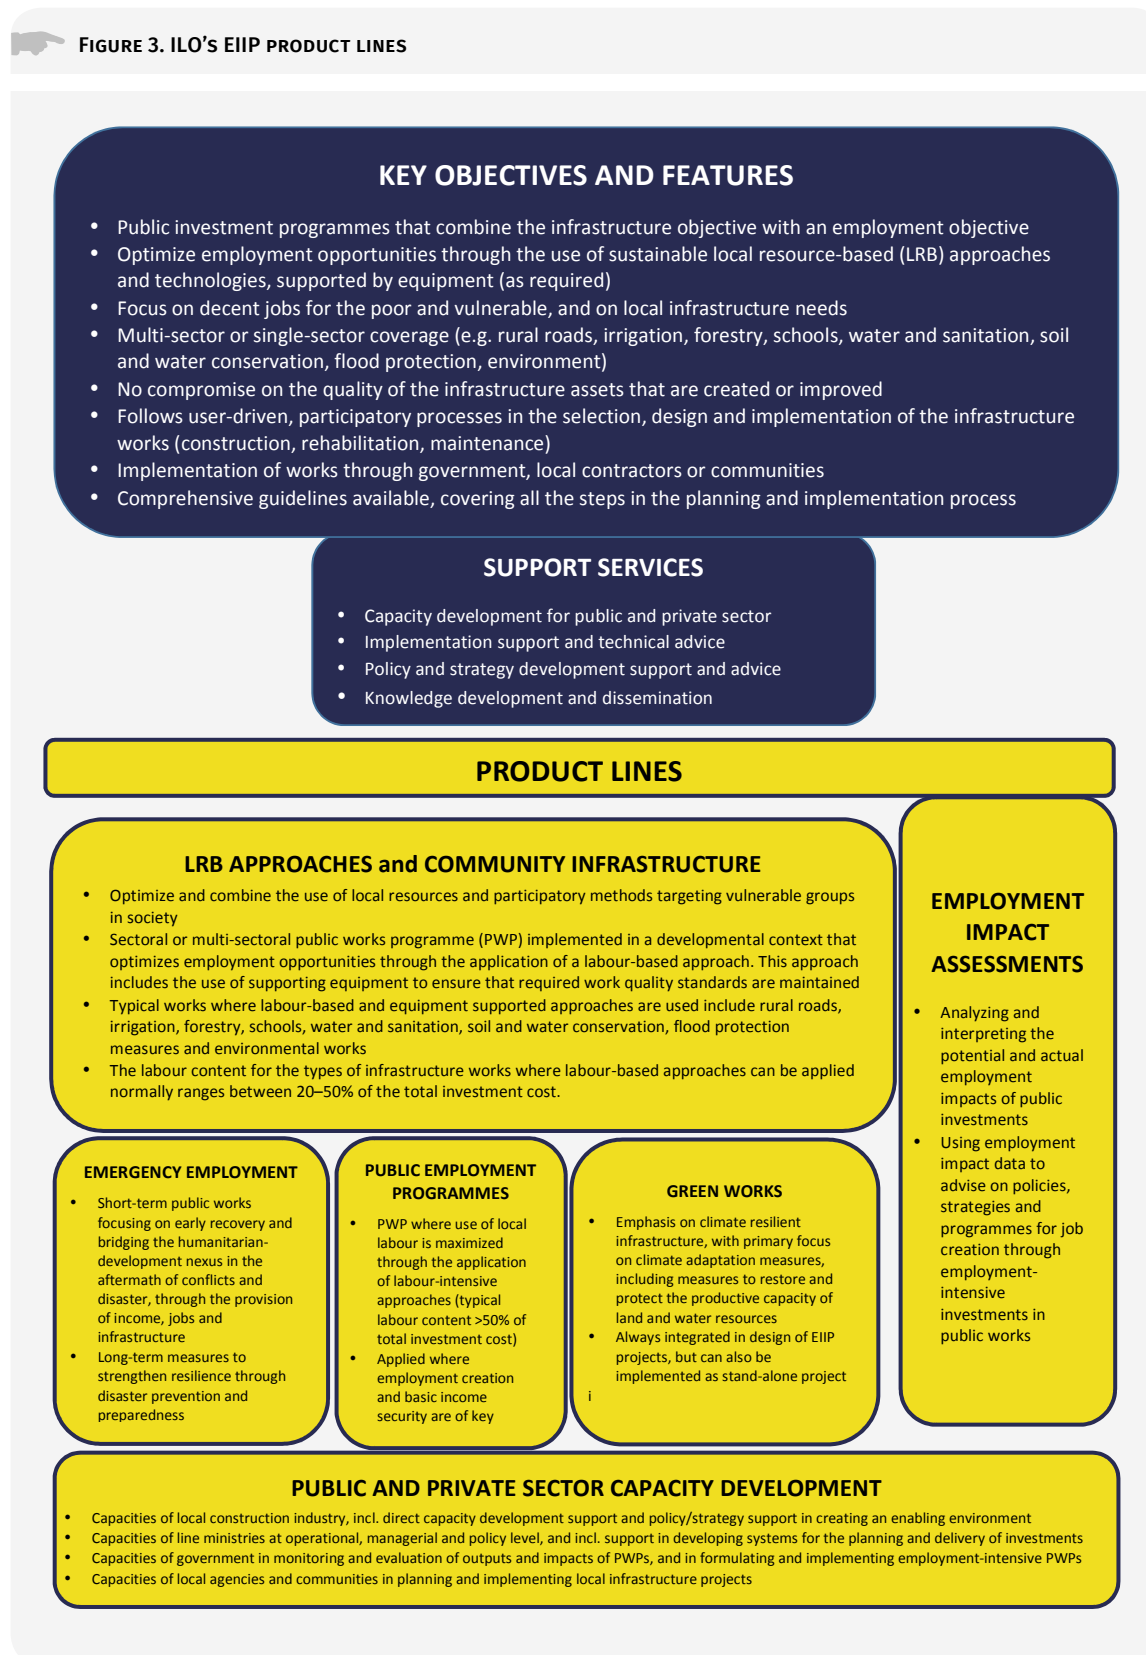 FIGURE 3. ILO'S EIIP PRODUCT LINES
KEY OBJECTIVES AND FEATURES
• Public investment programmes that combine the infrastructure objective with an employment objective
• Optimize employment opportunities through the use of sustainable local resource-based (LRB) approaches
and technologies, supported by equipment (as required)
• Focus on decent jobs for the poor and vulnerable, and on local infrastructure needs
• Multi-sector or single-sector coverage (e.g. rural roads, irrigation, forestry, schools, water and sanitation, soil
and water conservation, flood protection, environment)
• No compromise on the quality of the infrastructure assets that are created or improved
• Follows user-driven, participatory processes in the selection, design and implementation of the infrastructure
works (construction, rehabilitation, maintenance)
• Implementation of works through government, local contractors or communities
• Comprehensive guidelines available, covering all the steps in the planning and implementation process
SUPPORT SERVICES
• Capacity development for public and private sector
• Implementation support and technical advice
• Policy and strategy development support and advice
• Knowledge development and dissemination
PRODUCT LINES
LRB APPROACHES and COMMUNITY INFRASTRUCTURE
• Optimize and combine the use of local resources and participatory methods targeting vulnerable groups
in society
• Sectoral or multi-sectoral public works programme (PWP) implemented in a developmental context that
optimizes employment opportunities through the application of a labour-based approach. This approach
includes the use of supporting equipment to ensure that required work quality standards are maintained
• Typical works where labour-based and equipment supported approaches are used include rural roads,
irrigation, forestry, schools, water and sanitation, soil and water conservation, flood protection
measures and environmental works
• The labour content for the types of infrastructure works where labour-based approaches can be applied
normally ranges between 20–50% of the total investment cost.
EMPLOYMENT
IMPACT
ASSESSMENTS
• Analyzing and
interpreting the
potential and actual
employment
impacts of public
investments
• Using employment
impact data to
advise on policies,
strategies and
programmes for job
creation through
employment-
intensive
investments in
public works
EMERGENCY EMPLOYMENT
• Short-term public works
focusing on early recovery and
bridging the humanitarian-
development nexus in the
aftermath of conflicts and
disaster, through the provision
of income, jobs and
infrastructure
• Long-term measures to
strengthen resilience through
disaster prevention and
preparedness
PUBLIC EMPLOYMENT
PROGRAMMES
• PWP where use of local
labour is maximized
through the application
of labour-intensive
approaches (typical
labour content >50% of
total investment cost)
• Applied where
employment creation
and basic income
security are of key
GREEN WORKS
• Emphasis on climate resilient
infrastructure, with primary focus
on climate adaptation measures,
including measures to restore and
protect the productive capacity of
land and water resources
• Always integrated in design of EIIP
projects, but can also be
implemented as stand-alone project
i
PUBLIC AND PRIVATE SECTOR CAPACITY DEVELOPMENT
• Capacities of local construction industry, incl. direct capacity development support and policy/strategy support in creating an enabling environment
• Capacities of line ministries at operational, managerial and policy level, and incl. support in developing systems for the planning and delivery of investments
• Capacities of government in monitoring and evaluation of outputs and impacts of PWPs, and in formulating and implementing employment-intensive PWPs
• Capacities of local agencies and communities in planning and implementing local infrastructure projects